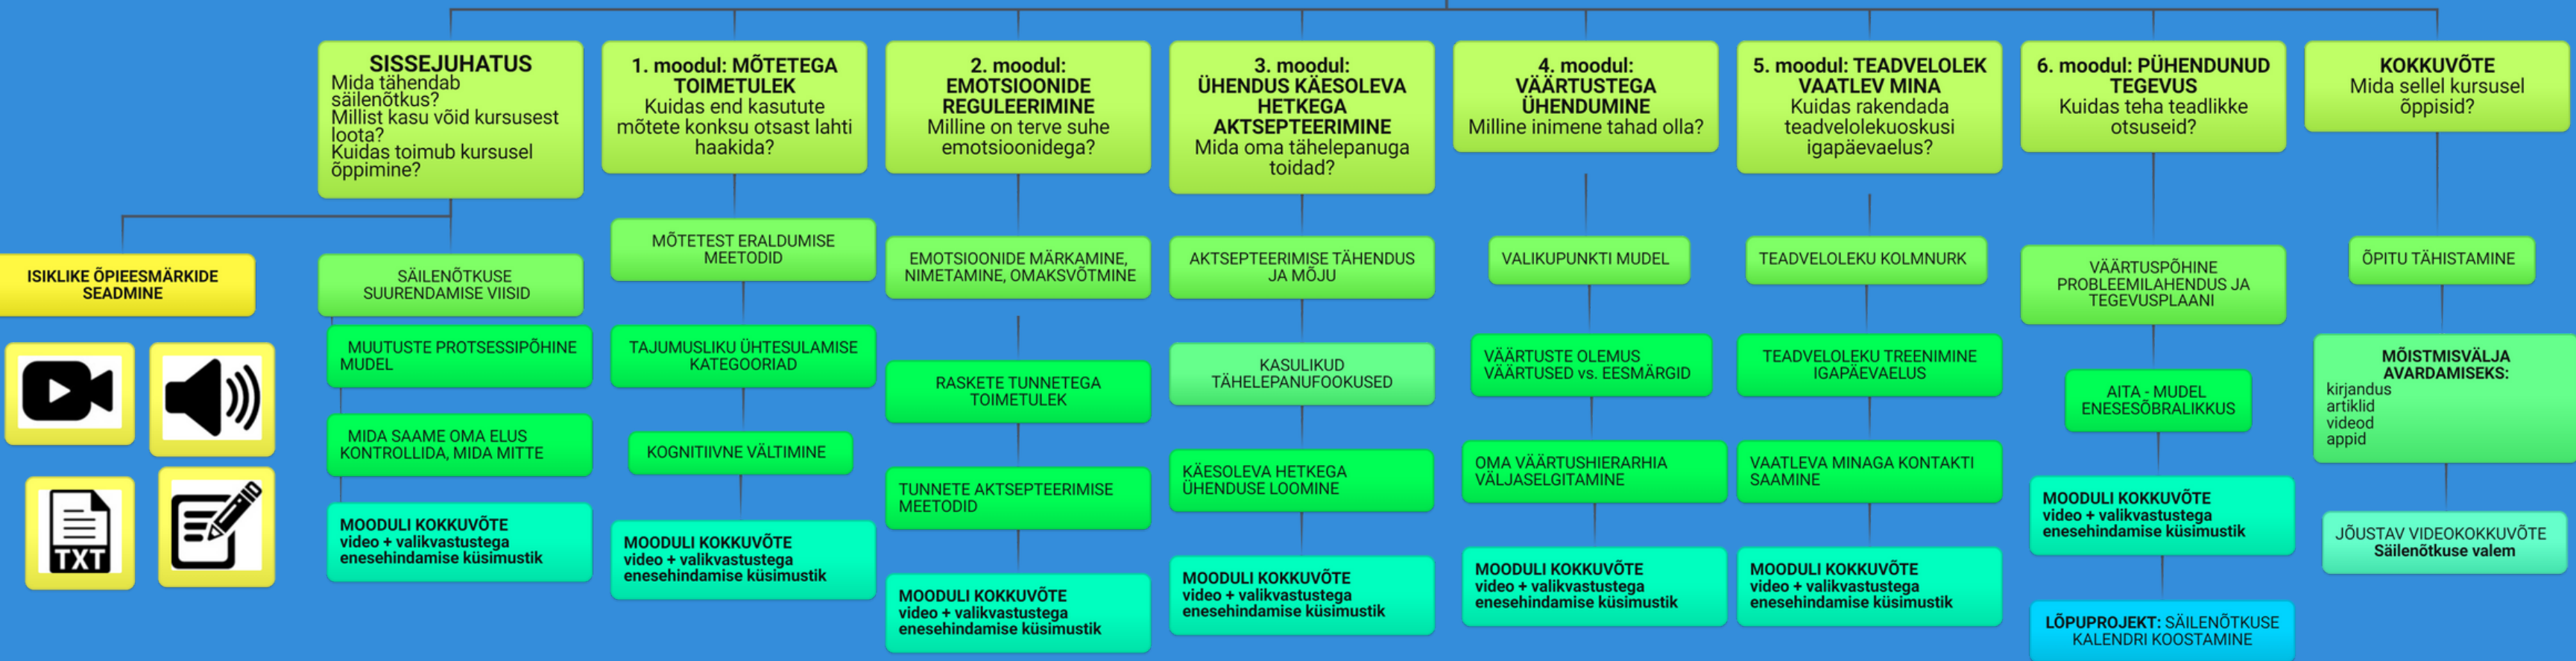 SISSEJUHATUS
Mida tähendab
säilenõtkus?
Millist kasu võid kursusest
loota?
Kuidas toimub kursusel
õppimine?
ISIKLIKE ÕPIEESMÄRKIDE
SEADMINE
TXT
SÄILENÕTKUSE
SUURENDAMISE VIISID
MUUTUSTE PROTSESSIPÕHINE
MUDEL
MIDA SAAME OMA ELUS
KONTROLLIDA, MIDA MITTE
MOODULI KOKKUVÕTE
video + valikvastustega
enesehindamise küsimustik
1. moodul: MÕTETEGA
TOIMETULEK
Kuidas end kasutute
mõtete konksu otsast lahti
haakida?
MÕTETEST ERALDUMISE
MEETODID
TAJUMUSLIKU ÜHTESULAMISE
KATEGOORIAD
KOGNITIIVNE VÄLTIMINE
MOODULI KOKKUVÕTE
video + valikvastustega
enesehindamise küsimustik
2. moodul:
EMOTSIOONIDE
REGULEERIMINE
Milline on terve suhe
emotsioonidega?
EMOTSIOONIDE MÄRKAMINE,
NIMETAMINE, OMAKSVÕTMINE
RASKETE TUNNETEGA
TOIMETULEK
TUNNETE AKTSEPTEERIMISE
MEETODID
MOODULI KOKKUVÕTE
video + valikvastustega
enesehindamise küsimustik
3. moodul:
ÜHENDUS KÄESOLEVA
HETKEGA
AKTSEPTEERIMINE
Mida oma tähelepanuga
toidad?
AKTSEPTEERIMISE TÄHENDUS
JA MÕJU
KASULIKUD
TÄHELEPANUFOOKUSED
KÄESOLEVA HETKEGA
ÜHENDUSE LOOMINE
MOODULI KOKKUVÕTE
video + valikvastustega
enesehindamise küsimustik
4. moodul:
VÄÄRTUSTEGA
ÜHENDUMINE
Milline inimene tahad olla?
VALIKUPUNKTI MUDEL
VÄÄRTUSTE OLEMUS
VÄÄRTUSED vs. EESMÄRGID
OMA VÄÄRTUSHIERARHIA
VÄLJASELGITAMINE
MOODULI KOKKUVÕTE
video + valikvastustega
enesehindamise küsimustik
5. moodul: TEADVELOLEK
VAATLEV MINA
Kuidas rakendada
teadvelolekuoskusi
igapäevaelus?
TEADVELOLEKU KOLMNURK
TEADVELOLEKU TREENIMINE
IGAPÄEVAELUS
VAATLEVA MINAGA KONTAKTI
SAAMINE
MOODULI KOKKUVÕTE
video + valikvastustega
enesehindamise küsimustik
6. moodul: PÜHENDUNUD
TEGEVUS
Kuidas teha teadlikke
otsuseid?
VÄÄRTUSPÕHINE
PROBLEEMILAHENDUS JA
TEGEVUSPLAANI
AITA - MUDEL
ENESESÕBRALIKKUS
MOODULI KOKKUVÕTE
video + valikvastustega
enesehindamise küsimustik
LÕPUPROJEKT: SÄILENÕTKUSE
KALENDRI KOOSTAMINE
KOKKUVÕTE
Mida sellel kursusel
õppisid?
ÕPITU TÄHISTAMINE
MÕISTMISVÄLJA
AVARDAMISEKS:
kirjandus
artiklid
videod
appid
JÕUSTAV VIDEOKOKKUVÕTE
Säilenõtkuse valem